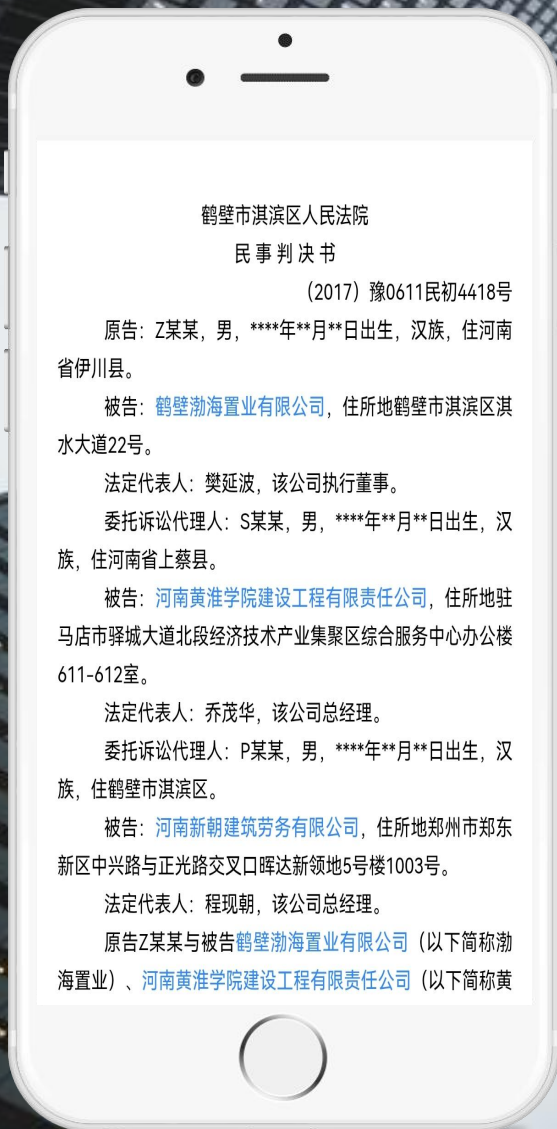 鹤壁市淇滨区人民法院
民事判决书
（2017）豫0611民初4418号
原告：Z某某，男，****年**月**日出生，汉族，住河南
省伊川县。
被告：鹤壁渤海置业有限公司，住所地鹤壁市淇滨区淇
水大道22号。
法定代表人：樊延波，该公司执行董事。
委托诉讼代理人：S某某，男，****年**月**日出生，汉
族，住河南省上蔡县。
被告：河南黄淮学院建设工程有限责任公司，住所地驻
马店市驿城大道北段经济技术产业集聚区综合服务中心办公楼
611-612室。
法定代表人：乔茂华，该公司总经理。
委托诉讼代理人：P某某，男，****年**月**日出生，汉
族，住鹤壁市淇滨区。
被告：河南新朝建筑劳务有限公司，住所地郑州市郑东
新区中兴路与正光路交叉口晖达新领地5号楼1003号。
法定代表人：程现朝，该公司总经理。
原告Z某某与被告鹤壁渤海置业有限公司（以下简称渤
海置业）、河南黄淮学院建设工程有限责任公司（以下简称黄